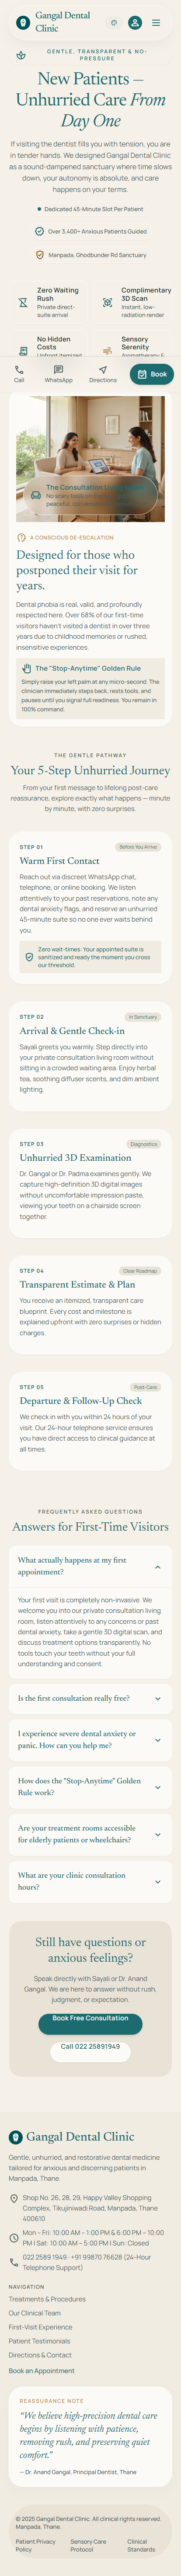 Gangal Dental
Clinic
GENTLE, TRANSPARENT & NO-
PRESSURE
New Patients —
Unhurried Care From
Day One
If visiting the dentist fills you with tension, you are
in tender hands. We designed Gangal Dental Clinic
as a sound-dampened sanctuary where time slows
down, your autonomy is absolute, and care
happens on your terms.
Dedicated 45-Minute Slot Per Patient
Over 3,400+ Anxious Patients Guided
Manpada, Ghodbunder Rd Sanctuary
Zero Waiting
Rush
Private direct-
suite arrival
Complimentary
3D Scan
Instant, low-
radiation render
No Hidden
Costs
Sensory
Serenity
Call
WhatsApp
Directions
Book
The Consultation
No scary tools
peaceful,
A CONSCIOUS DE-ESCALATION
Designed for those who
postponed their visit for
years.
Dental phobia is real, valid, and profoundly
respected here. Over 68% of our first-time
visitors haven't visited a dentist in over three
years due to childhood memories or rushed,
insensitive experiences.
The "Stop-Anytime" Golden Rule
Simply raise your left palm at any micro-second. The
clinician immediately steps back, rests tools, and
pauses until you signal full readiness. You remain in
100% command.
THE GENTLE PATHWAY
Your 5-Step Unhurried Journey
From your first message to lifelong post-care
reassurance, explore exactly what happens — minute
by minute, with zero surprises.
STEP 01
Before You Arrive
Warm First Contact
Reach out via discreet WhatsApp chat,
telephone, or online booking. We listen
attentively to your past reservations, note any
dental anxiety flags, and reserve an unhurried
45-minute suite so no one ever waits behind
you.
Zero wait-times: Your appointed suite is
sanitized and ready the moment you cross
our threshold.
STEP 02
In Sanctuary
Arrival & Gentle Check-in
Sayali greets you warmly. Step directly into
your private consultation living room without
sitting in a crowded waiting area. Enjoy herbal
tea, soothing diffuser scents, and dim ambient
lighting.
STEP 03
Diagnostics
Unhurried 3D Examination
Dr. Gangal or Dr. Padma examines gently. We
capture high-definition 3D digital images
without uncomfortable impression paste,
viewing your teeth on a chairside screen
together.
STEP 04
Clear Roadmap
Transparent Estimate & Plan
You receive an itemized, transparent care
blueprint. Every cost and milestone is
explained upfront with zero surprises or hidden
charges.
STEP 05
Post-Care
Departure & Follow-Up Check
We check in with you within 24 hours of your
visit. Our 24-hour telephone service ensures
you have direct access to clinical guidance at
all times.
FREQUENTLY ASKED QUESTIONS
Answers for First-Time Visitors
What actually happens at my first
appointment?
Your first visit is completely non-invasive. We
welcome you into our private consultation living
room, listen attentively to any concerns or past
dental anxiety, take a gentle 3D digital scan, and
discuss treatment options transparently. No
tools touch your teeth without your full
understanding and consent.
Is the first consultation really free?
I experience severe dental anxiety or
panic. How can you help me?
How does the "Stop-Anytime" Golden
Rule work?
Are your treatment rooms accessible
for elderly patients or wheelchairs?
What are your clinic consultation
hours?
Still have questions or
anxious feelings?
Speak directly with Sayali or Dr. Anand
Gangal. We are here to answer without rush,
judgment, or expectation.
Book Free Consultation
Call 022 25891949
Gangal Dental Clinic
Gentle, unhurried, and restorative dental medicine
tailored for anxious and discerning patients in
Manpada, Thane.
Shop No. 26, 28, 29, Happy Valley Shopping
Complex, Tikujiniwadi Road, Manpada, Thane
400610
Mon – Fri: 10:00 AM – 1:00 PM & 6:00 PM – 10:00
PM | Sat: 10:00 AM – 5:00 PM | Sun: Closed
022 2589 1949 · +91 99870 76628 (24-Hour
Telephone Support)
NAVIGATION
Treatments & Procedures
Our Clinical Team
First-Visit Experience
Patient Testimonials
Directions & Contact
Book an Appointment
REASSURANCE NOTE
"We believe high-precision dental care
begins by listening with patience,
removing rush, and preserving quiet
comfort."
— Dr. Anand Gangal, Principal Dentist, Thane
© 2025 Gangal Dental Clinic. All clinical rights reserved.
Manpada, Thane.
Patient Privacy
Policy
Sensory Care
Protocol
Clinical
Standards